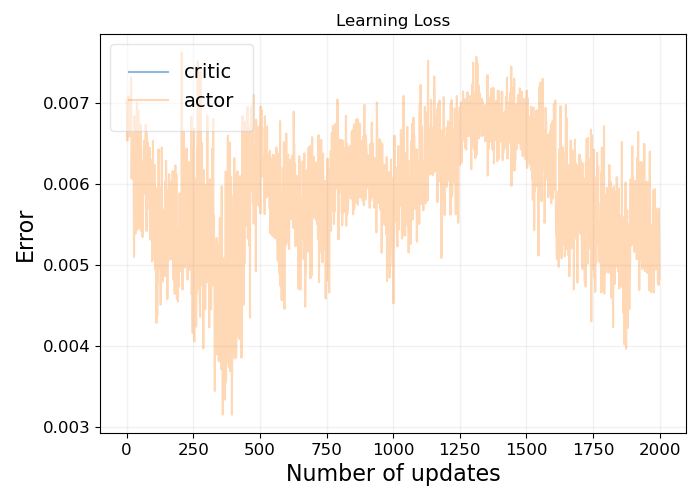 Learning Loss
critic
actor
0.007
0.006
0.005
0.004
0.003
Error
0 250 500 750 1000 1250 1500 1750 2000
Number of updates